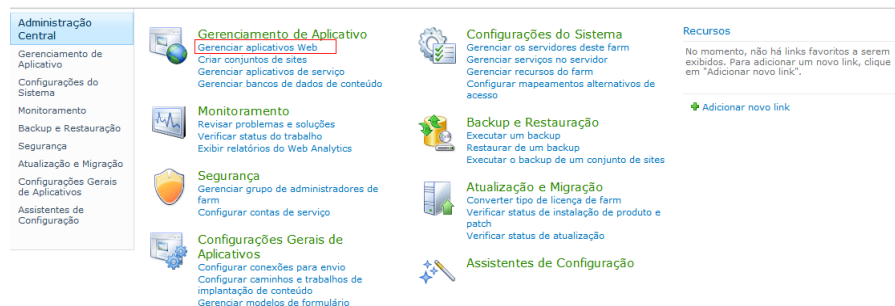 Administração
Central
Gerenciamento de
Aplicativo
Configurações do
Sistema
Monitoramento
Backup e Restauração
Segurança
Atualização e Migração
Configurações Gerais
de Aplicativos
Assistentes de
Configuração
Gerenciamento de Aplicativo
Gerenciar aplicativos Web
Criar conjuntos de sites
Gerenciar aplicativos de serviço
Gerenciar bancos de dados de conteúdo
Monitoramento
Revisar problemas e soluções
Verificar status do trabalho
Exibir relatórios do Web Analytics
Segurança
Gerenciar grupo de administradores de
farm
Configurar contas de serviço
Configurações Gerais de
Aplicativos
Configurar conexões para envio
Configurar caminhos e trabalhos de
implantação de conteúdo
Gerenciar modelos de formulário
Configurações do Sistema
Gerenciar os servidores deste farm
Gerenciar serviços no servidor
Gerenciar recursos do farm
Configurar mapeamentos alternativos de
acesso
Backup e Restauração
Executar um backup
Restaurar de um backup
Executar o backup de um conjunto de sites
Atualização e Migração
Converter tipo de licença de farm
Verificar status de instalação de produto e
patch
Verificar status de atualização
Assistentes de Configuração
Recursos
No momento, não há links favoritos a serem
exibidos. Para adicionar um novo link, clique
em "Adicionar novo link".
Adicionar novo link